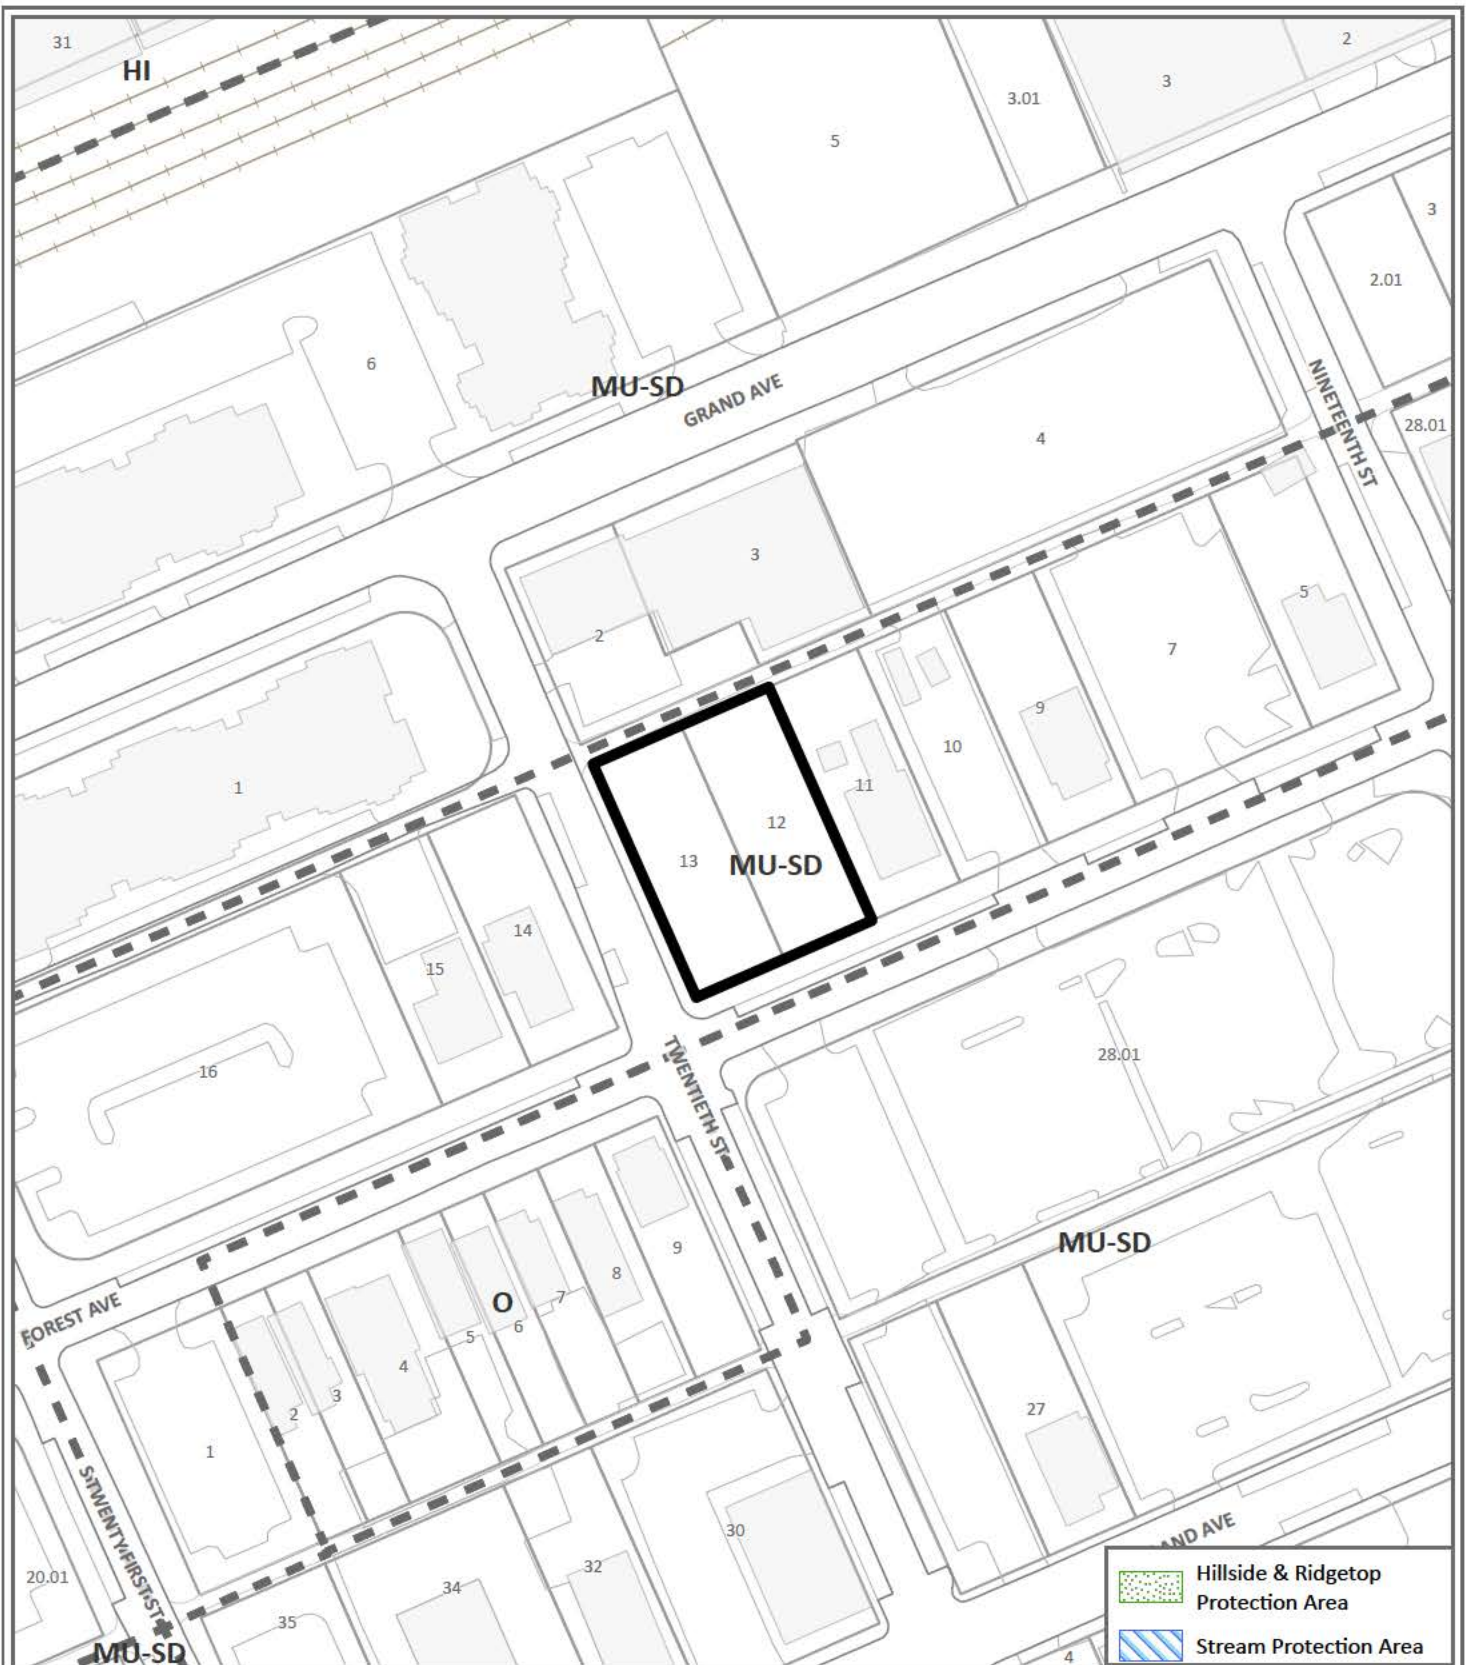 31
HI
2
3
3.01
5
3
2.01
6
MU-SD
GRAND AVE
NINETEENTH ST
28.01
4
3
2
5
7
9
10
1
11
12
13
MU-SD
14
15
16
28.01
TWENTIETH ST
9
MU-SD
8
7
O
6
5
FOREST AVE
4
3
2
27
1
S TWENTY-FIRST ST
30
AND AVE
20.01
32
34
35
MU-SD
4
Hillside & Ridgetop
Protection Area
Stream Protection Area